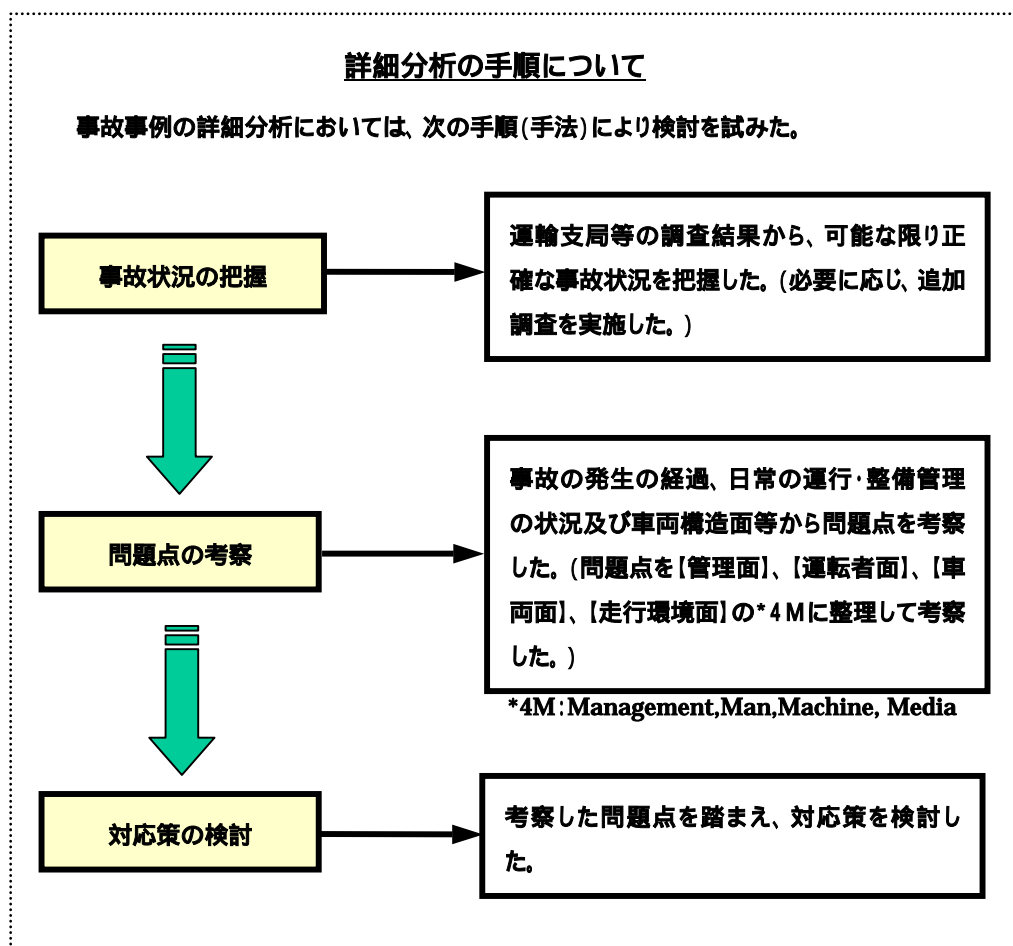 詳細分析の手順について
事故事例の詳細分析においては、次の手順(手法)により検討を試みた。
事故状況の把握
運輸支局等の調査結果から、可能な限り正
確な事故状況を把握した。(必要に応じ、追加
調査を実施した。)
問題点の考察
事故の発生の経過、日常の運行・整備管理
の状況及び車両構造面等から問題点を考察
した。(問題点を【管理面】、【運転者面】、【車
両面】、【走行環境面】の*4Mに整理して考察
した。)
*4M:Management,Man,Machine, Media
対応策の検討
考察した問題点を踏まえ、対応策を検討し
た。